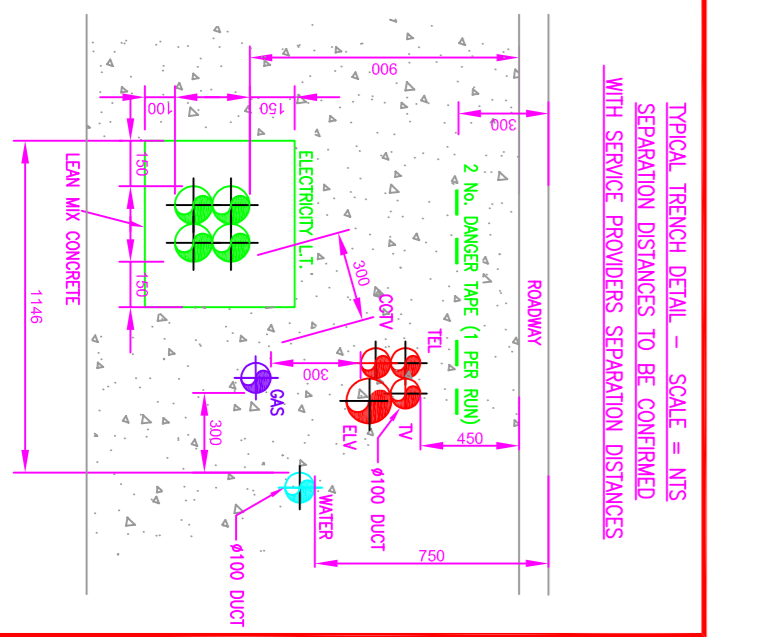 TYPICAL TRENCH DETAIL - SCALE = NTS
SEPARATION DISTANCES TO BE CONFIRMED
WITH SERVICE PROVIDERS SEPARATION DISTANCES
ROADWAY
300
2 No. DANGER TAPE (1 PER RUN)
900
450
750
TEL
TV
CCTV
ELV
Ø100 DUCT
300
300
ELECTRICITY L.T.
150
100
GAS
WATER
300
Ø100 DUCT
150
150
LEAN MIX CONCRETE
1146